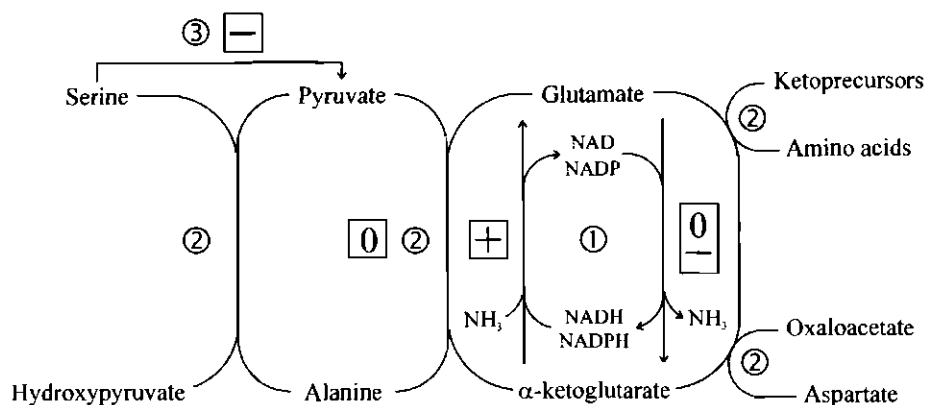 ③ −
Serine Pyruvate Glutamate Ketoprecursors
② Amino acids
NAD
NADP
② 0 ② + ① 0
−
NH₃ NADH NH₃
NADPH
Oxaloacetate
②
Hydroxypyruvate Alanine α-ketoglutarate Aspartate